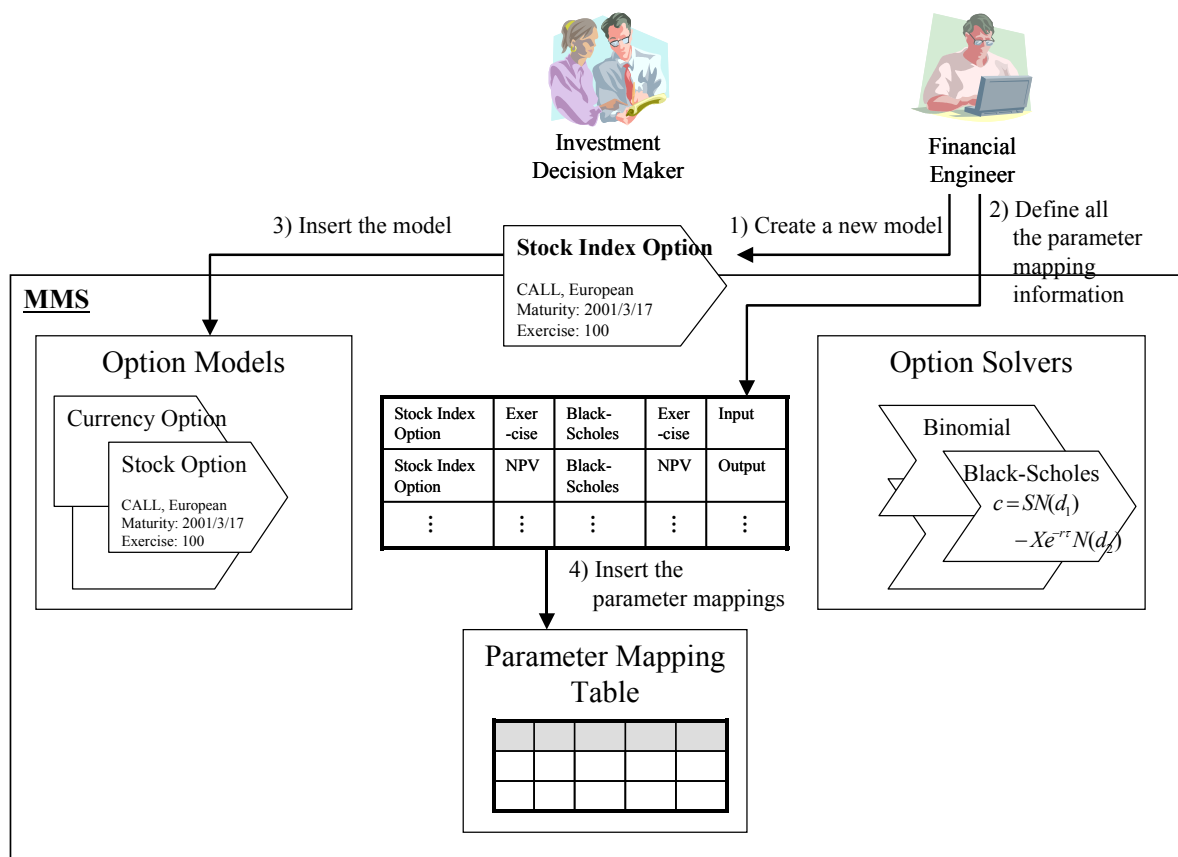 Investment
Decision Maker
Financial
Engineer
3) Insert the model
1) Create a new model
2) Define all
the parameter
mapping
information
Stock Index Option
CALL, European
Maturity: 2001/3/17
Exercise: 100
MMS
Option Models
Currency Option
Stock Option
CALL, European
Maturity: 2001/3/17
Exercise: 100
Stock Index Option Exer-cise Black-Scholes Exer-cise Input
Stock Index Option NPV Black-Scholes NPV Output
⋮ ⋮ ⋮ ⋮ ⋮
Option Solvers
Binomial
Black-Scholes
c = SN(d₁)
− Xe^{−rτ} N(d₂)
4) Insert the
parameter mappings
Parameter Mapping
Table